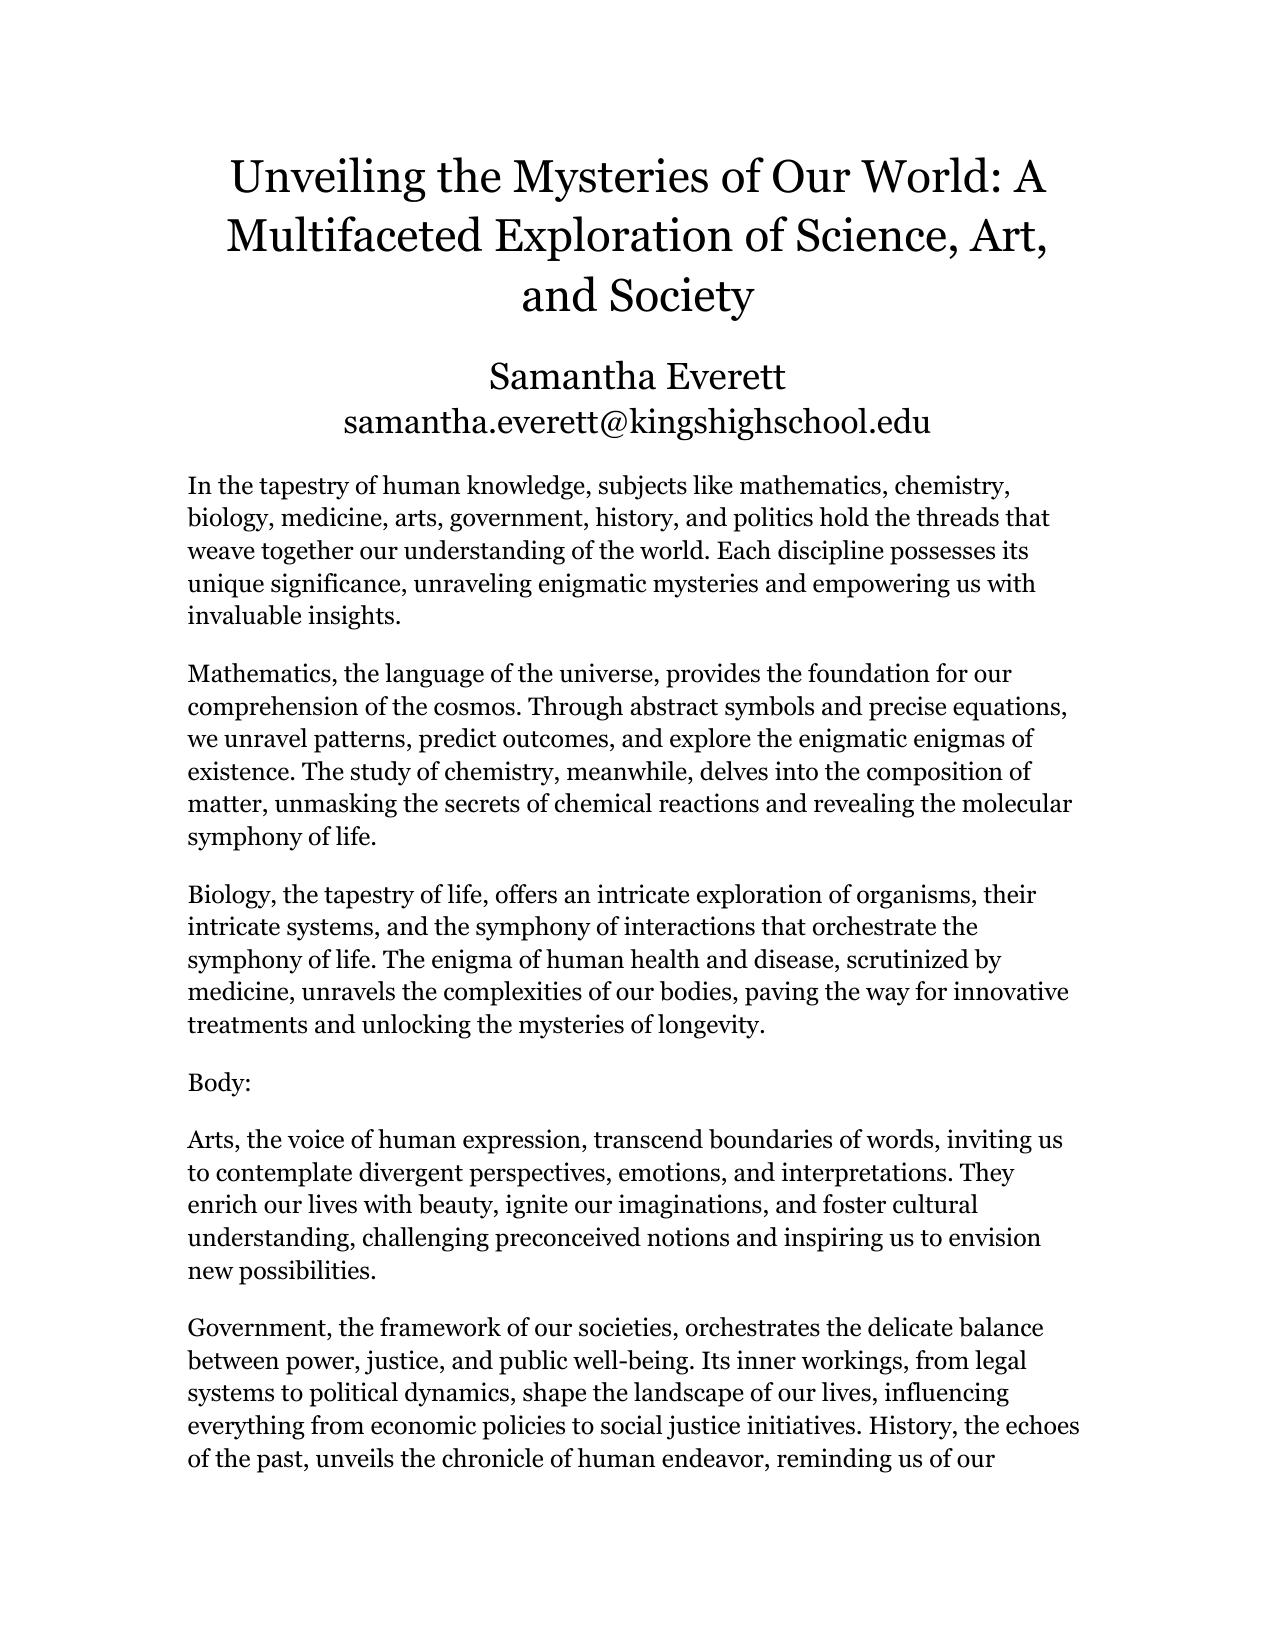 Unveiling the Mysteries of Our World: A
Multifaceted Exploration of Science, Art,
and Society
Samantha Everett
samantha.everett@kingshighschool.edu
In the tapestry of human knowledge, subjects like mathematics, chemistry,
biology, medicine, arts, government, history, and politics hold the threads that
weave together our understanding of the world. Each discipline possesses its
unique significance, unraveling enigmatic mysteries and empowering us with
invaluable insights.
Mathematics, the language of the universe, provides the foundation for our
comprehension of the cosmos. Through abstract symbols and precise equations,
we unravel patterns, predict outcomes, and explore the enigmatic enigmas of
existence. The study of chemistry, meanwhile, delves into the composition of
matter, unmasking the secrets of chemical reactions and revealing the molecular
symphony of life.
Biology, the tapestry of life, offers an intricate exploration of organisms, their
intricate systems, and the symphony of interactions that orchestrate the
symphony of life. The enigma of human health and disease, scrutinized by
medicine, unravels the complexities of our bodies, paving the way for innovative
treatments and unlocking the mysteries of longevity.
Body:
Arts, the voice of human expression, transcend boundaries of words, inviting us
to contemplate divergent perspectives, emotions, and interpretations. They
enrich our lives with beauty, ignite our imaginations, and foster cultural
understanding, challenging preconceived notions and inspiring us to envision
new possibilities.
Government, the framework of our societies, orchestrates the delicate balance
between power, justice, and public well-being. Its inner workings, from legal
systems to political dynamics, shape the landscape of our lives, influencing
everything from economic policies to social justice initiatives. History, the echoes
of the past, unveils the chronicle of human endeavor, reminding us of our